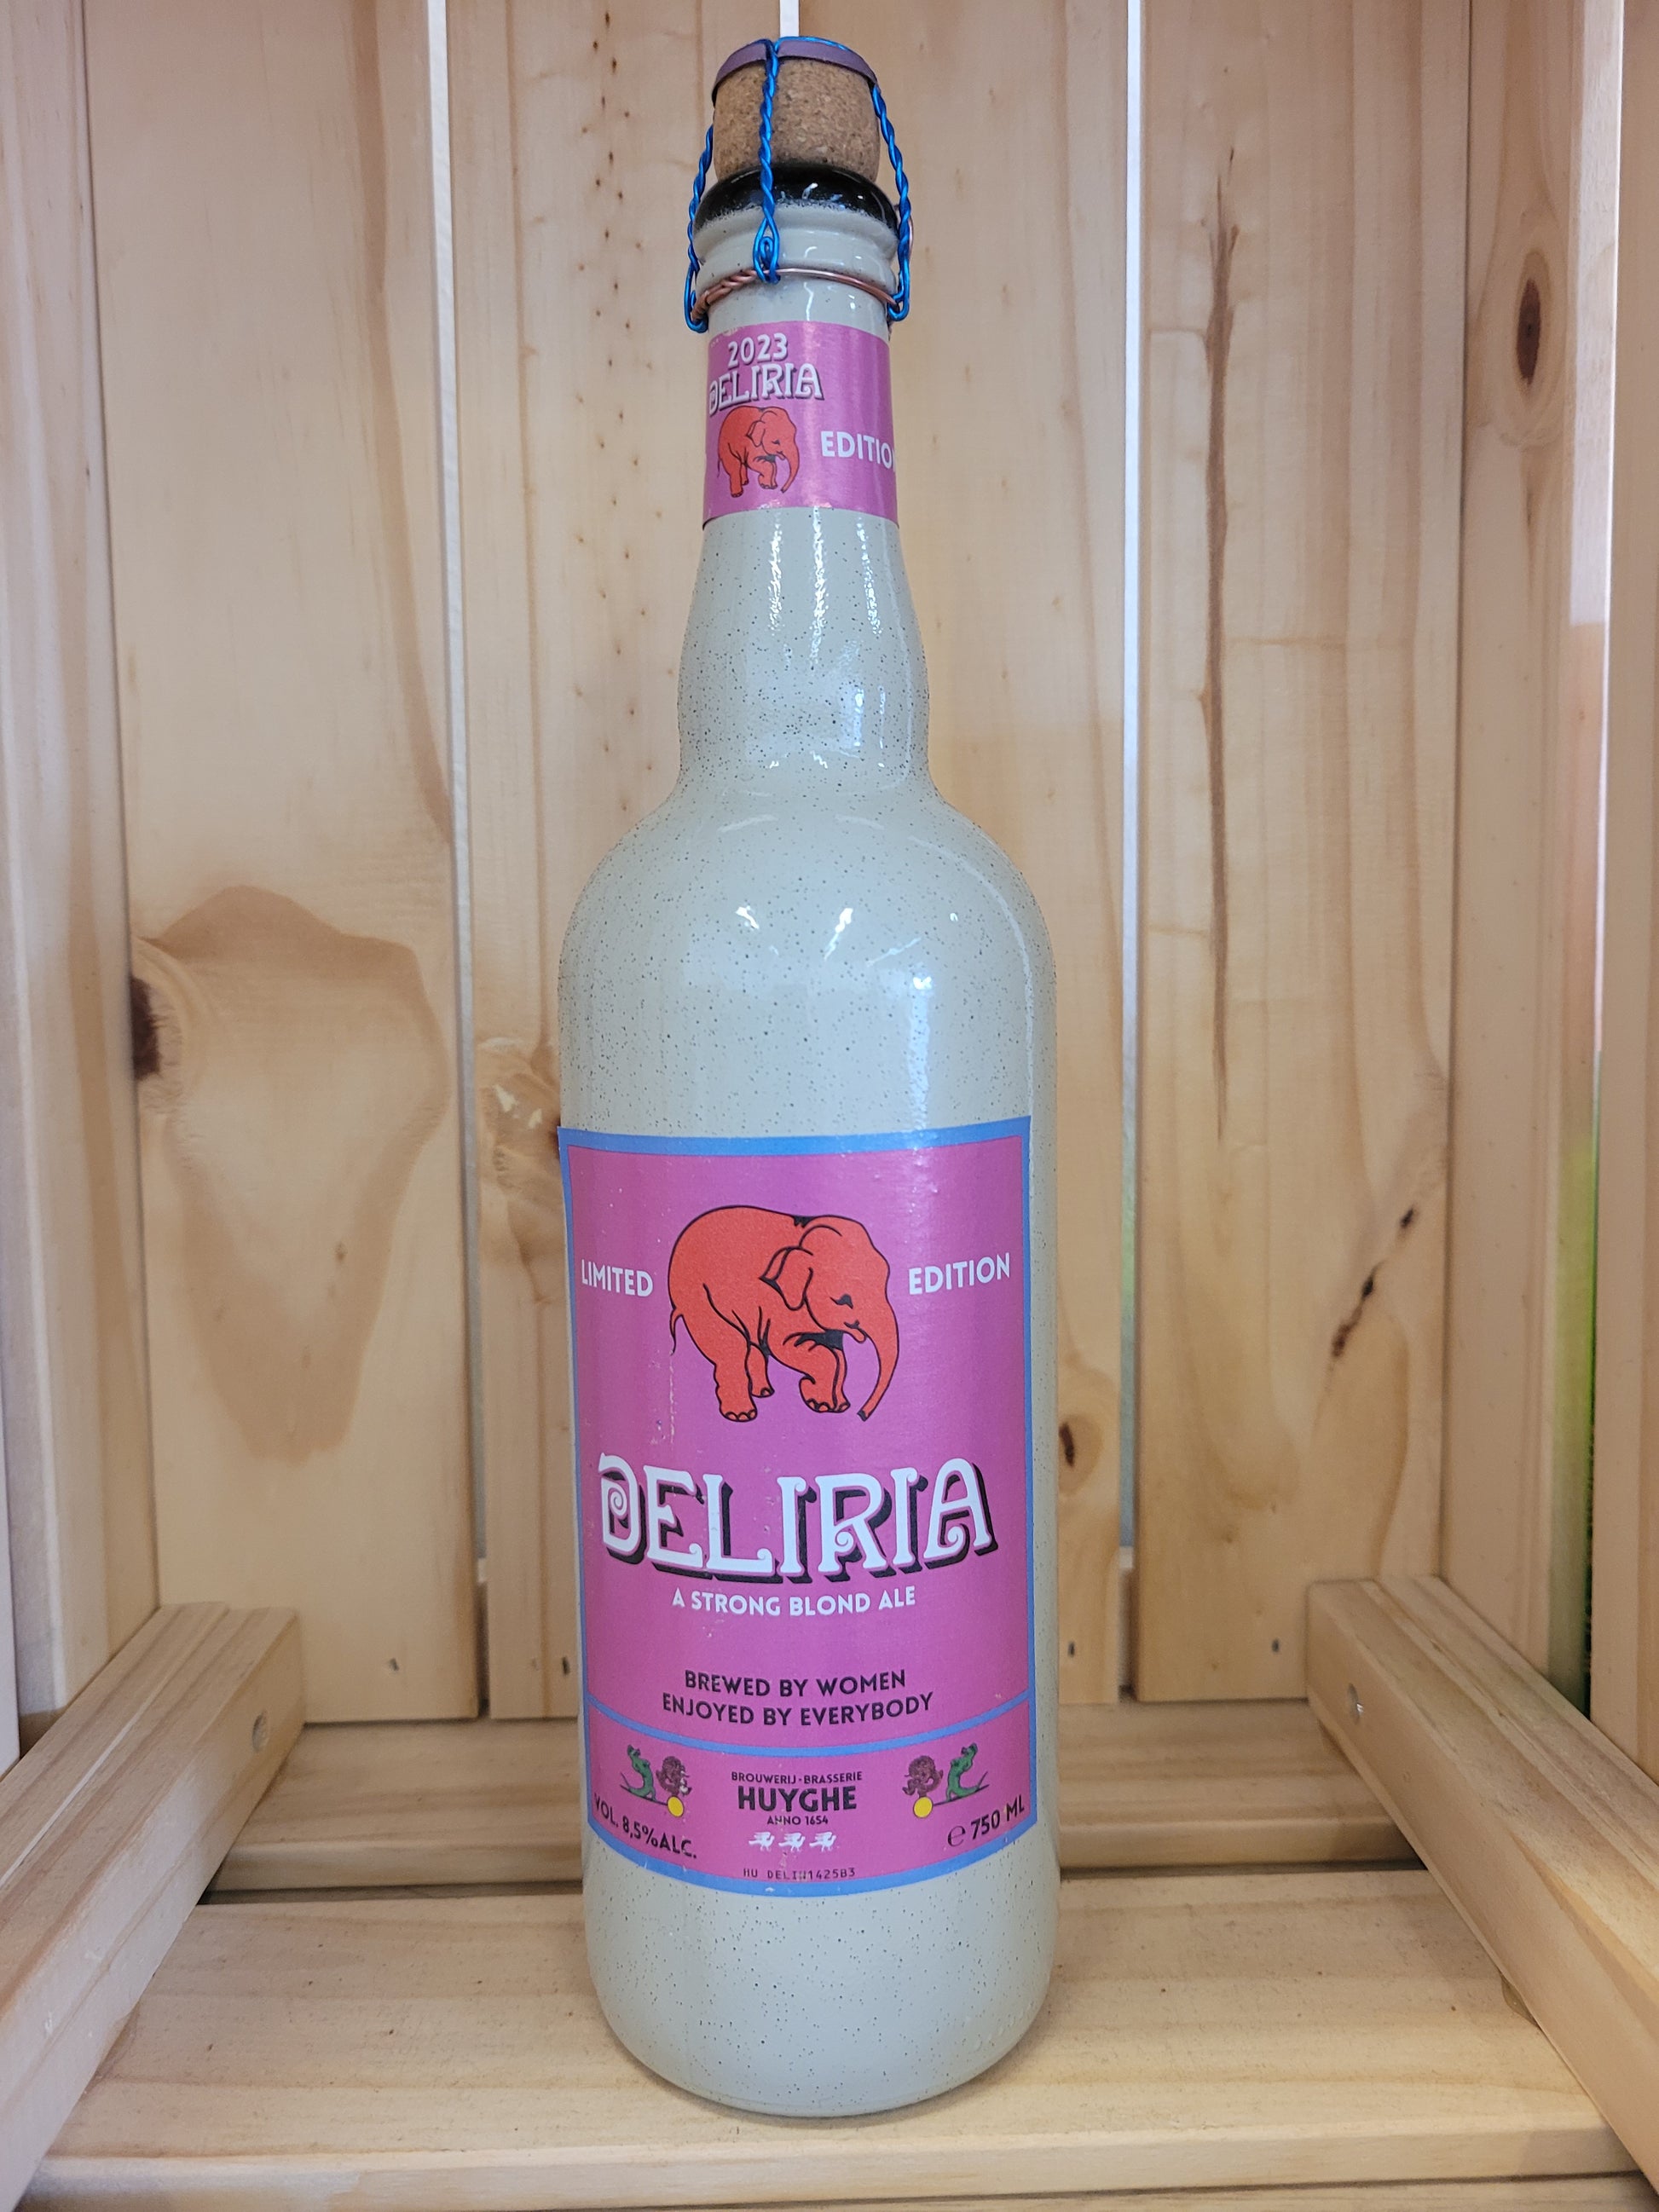 2023
DELIRIA
LIMITED
EDITION
DELIRIA
A STRONG BLOND ALE
BREWED BY WOMEN
ENJOYED BY EVERYBODY
BROUWERIJ-BRASSERIE
HUYGHE
ANNO 1654
VOL. 8,5%ALC.
℮ 750 ML